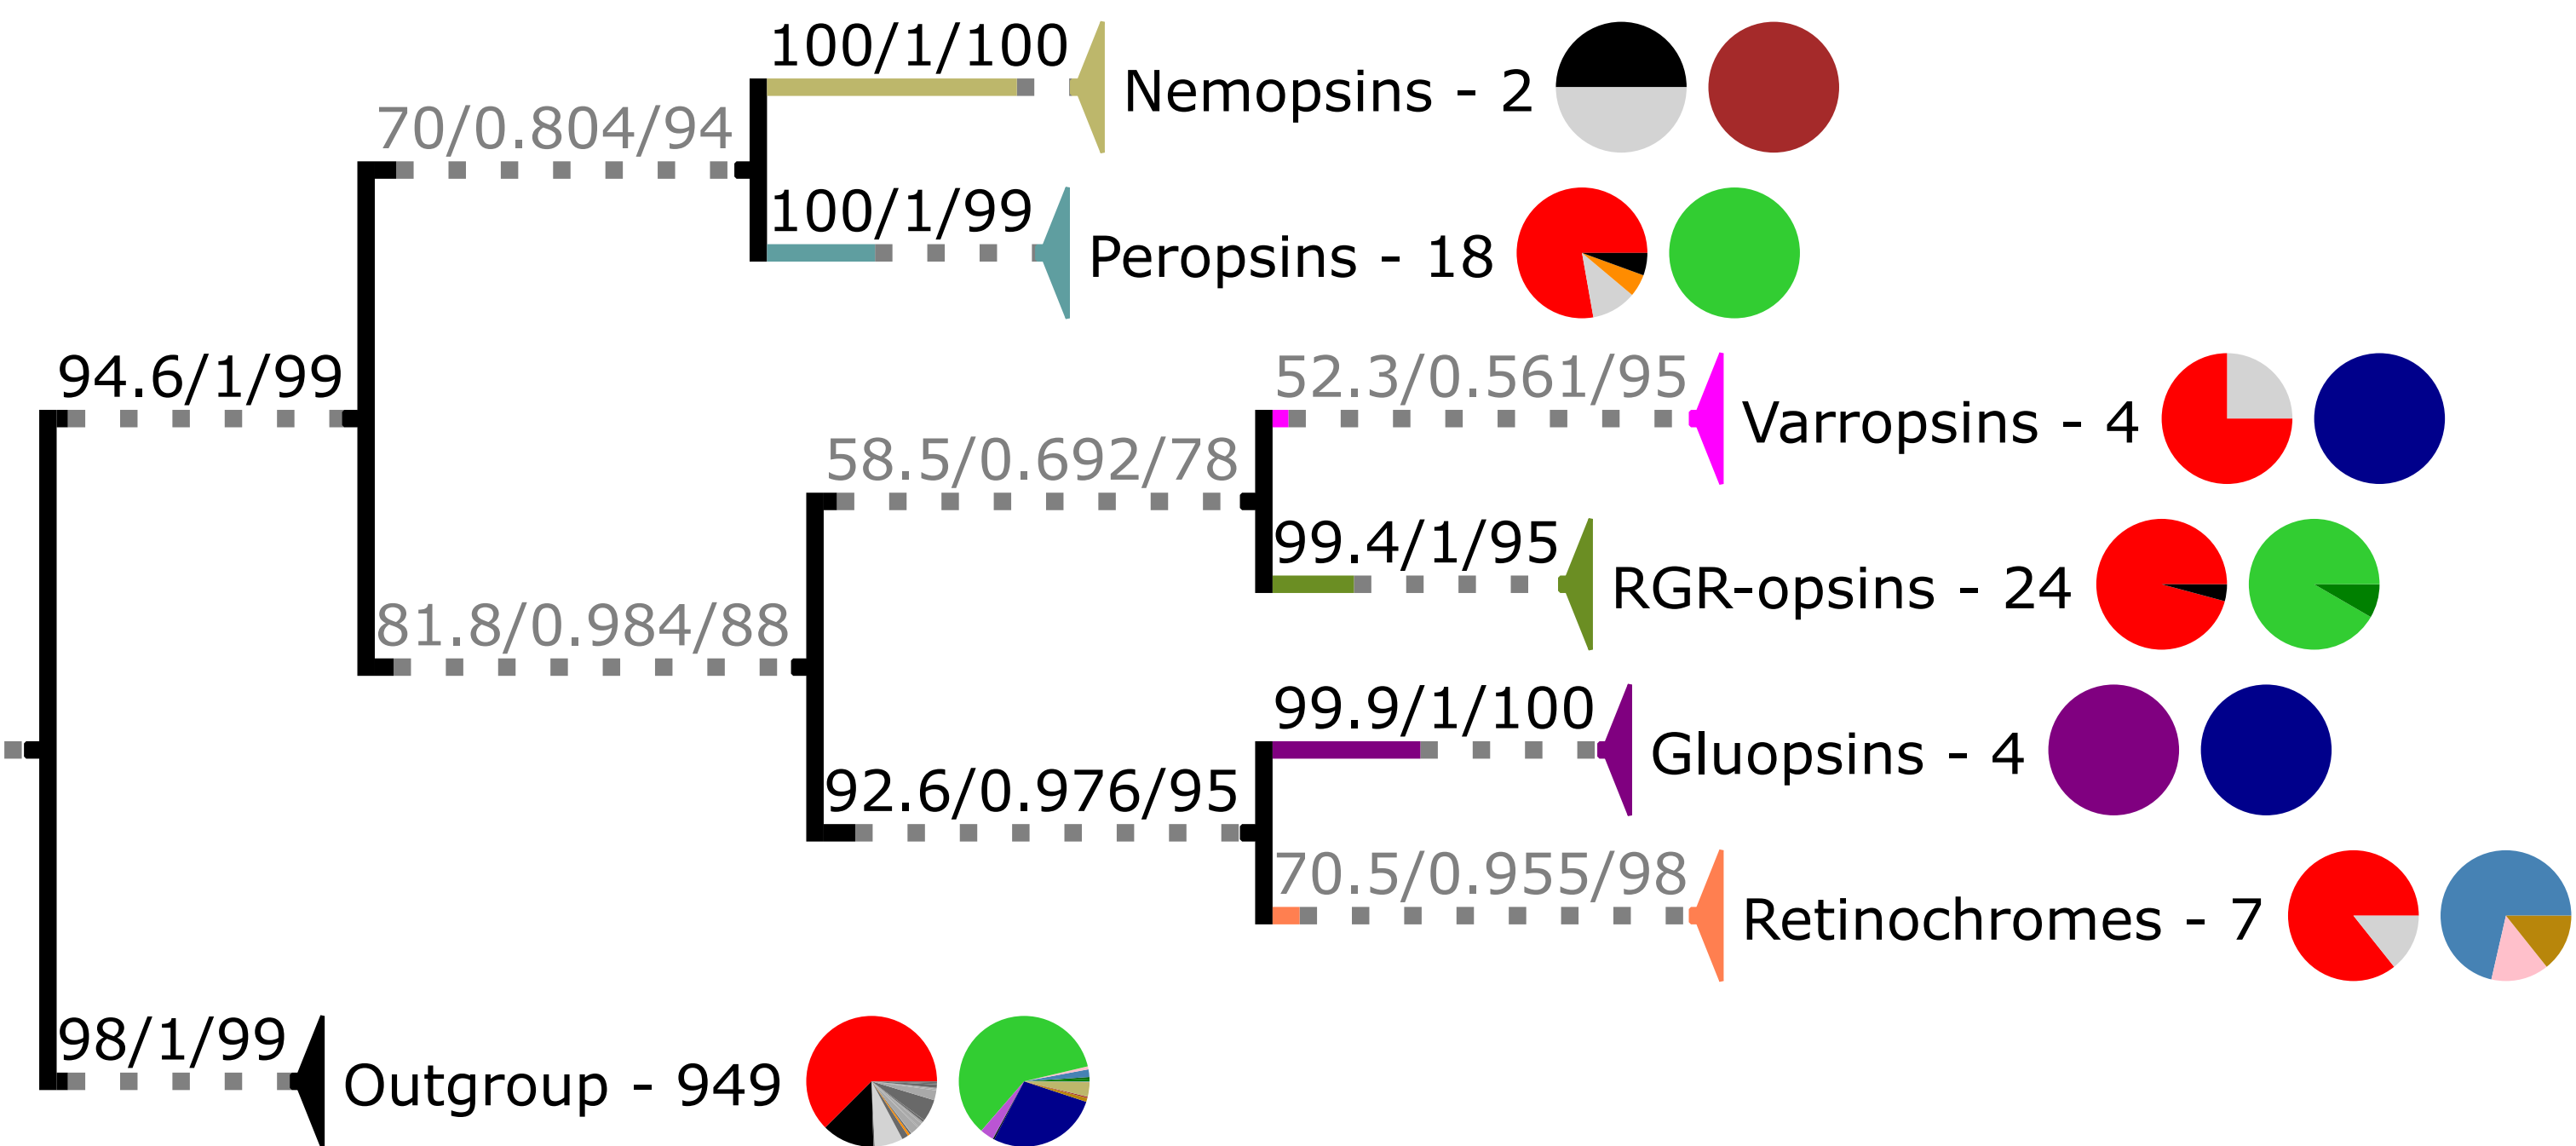 100/1/100
Nemopsins - 2
70/0.804/94
100/1/99
Peropsins - 18
94.6/1/99
52.3/0.561/95
Varropsins - 4
58.5/0.692/78
99.4/1/95
RGR-opsins - 24
81.8/0.984/88
99.9/1/100
Gluopsins - 4
92.6/0.976/95
70.5/0.955/98
Retinochromes - 7
98/1/99
Outgroup - 949